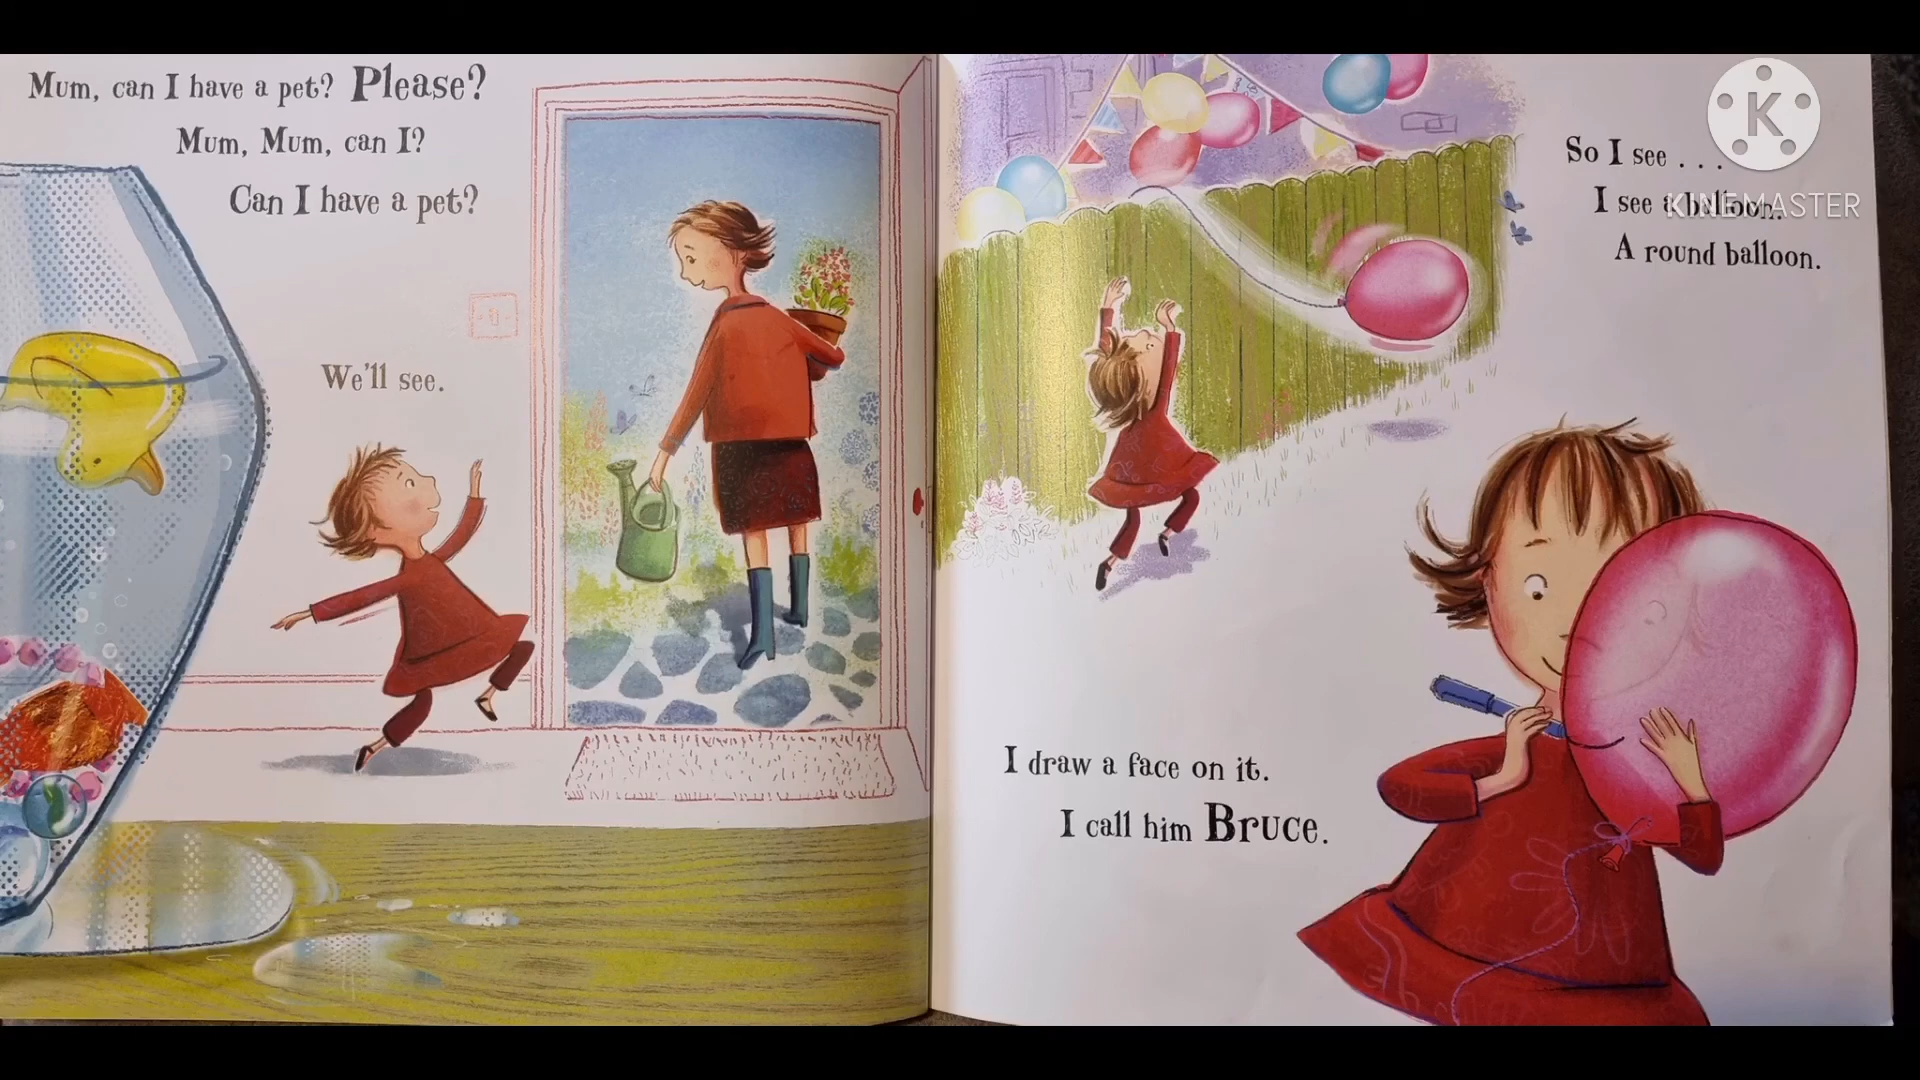 Mum, can I have a pet? Please?
Mum, Mum, can I?
Can I have a pet?
We'll see.
So I see . . .
I see a balloon.
A round balloon.
I draw a face on it.
I call him Bruce.
K
KINEMASTER